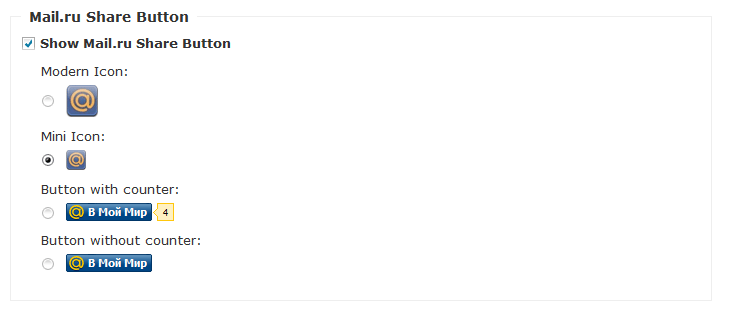 Mail.ru Share Button
Show Mail.ru Share Button
Modern Icon:
@
Mini Icon:
@
Button with counter:
@ В Мой Мир 4
Button without counter:
@ В Мой Мир